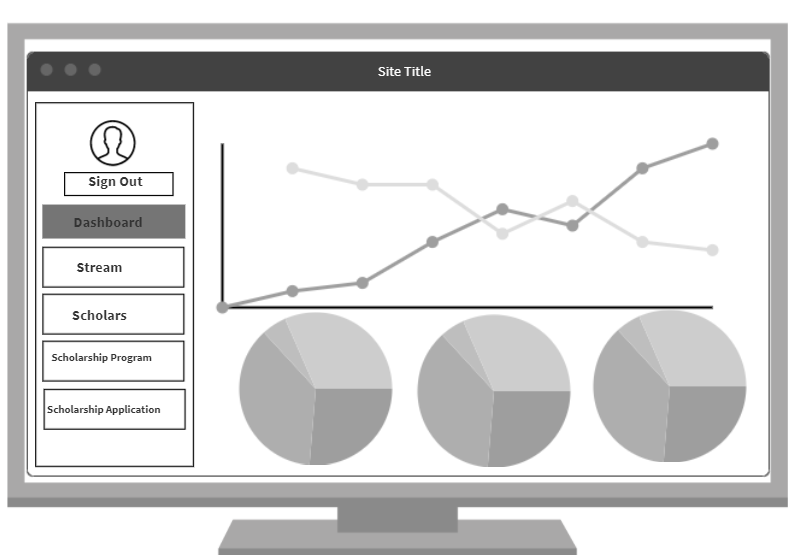 Site Title
Sign Out
Dashboard
Stream
Scholars
Scholarship Program
Scholarship Application